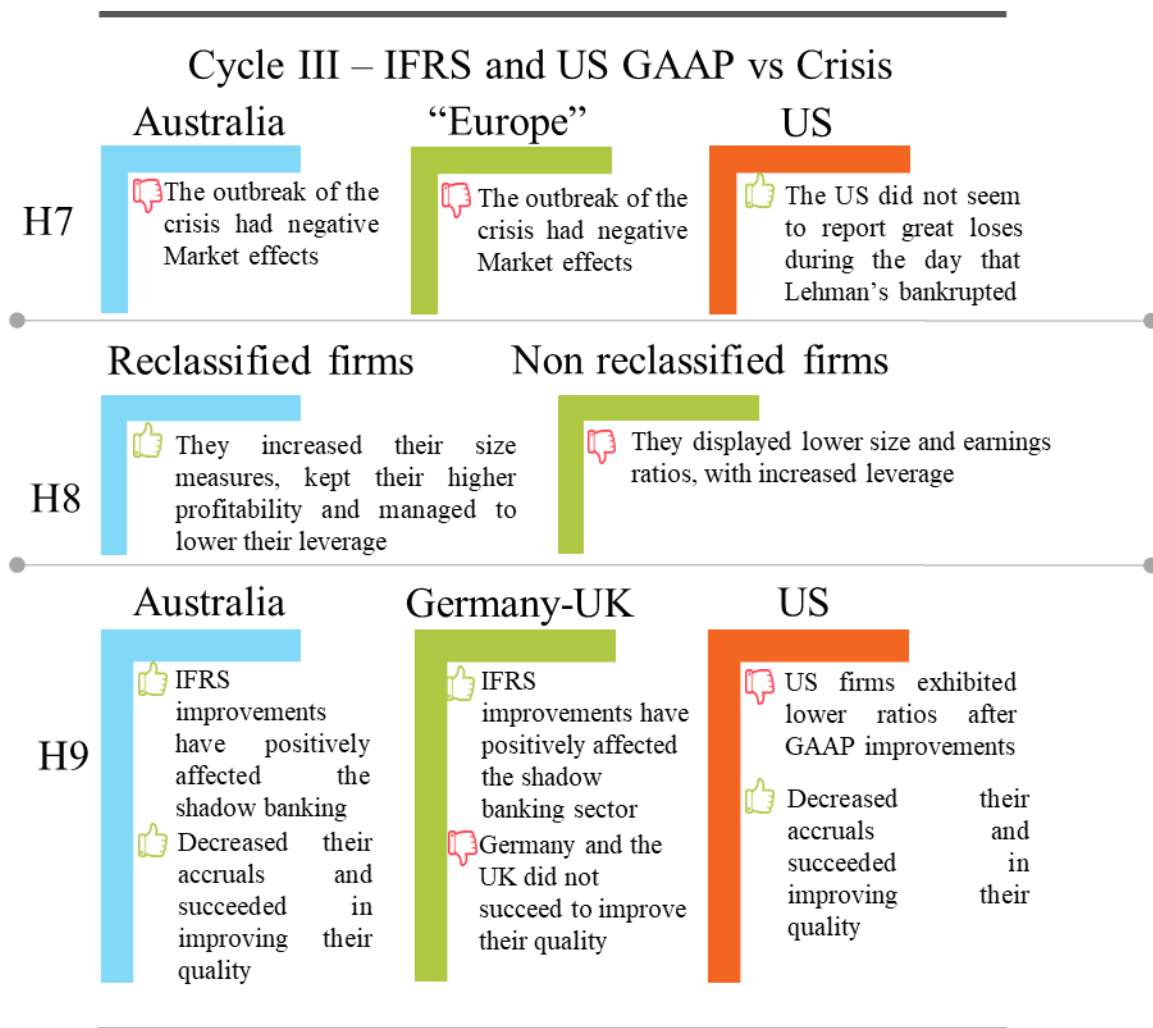 Cycle III – IFRS and US GAAP vs Crisis
Australia
“Europe”
US
H7
The outbreak of the
crisis had negative
Market effects
The outbreak of the
crisis had negative
Market effects
The US did not seem
to report great loses
during the day that
Lehman’s bankrupted
Reclassified firms
Non reclassified firms
H8
They increased their size
measures, kept their higher
profitability and managed to
lower their leverage
They displayed lower size and earnings
ratios, with increased leverage
Australia
Germany-UK
US
H9
IFRS
improvements
have positively
affected the
shadow banking
Decreased their
accruals and
succeeded in
improving their
quality
IFRS
improvements have
positively affected
the shadow
banking sector
Germany and the
UK did not
succeed to improve
their quality
US firms exhibited
lower ratios after
GAAP improvements
Decreased their
accruals and
succeeded in
improving their
quality